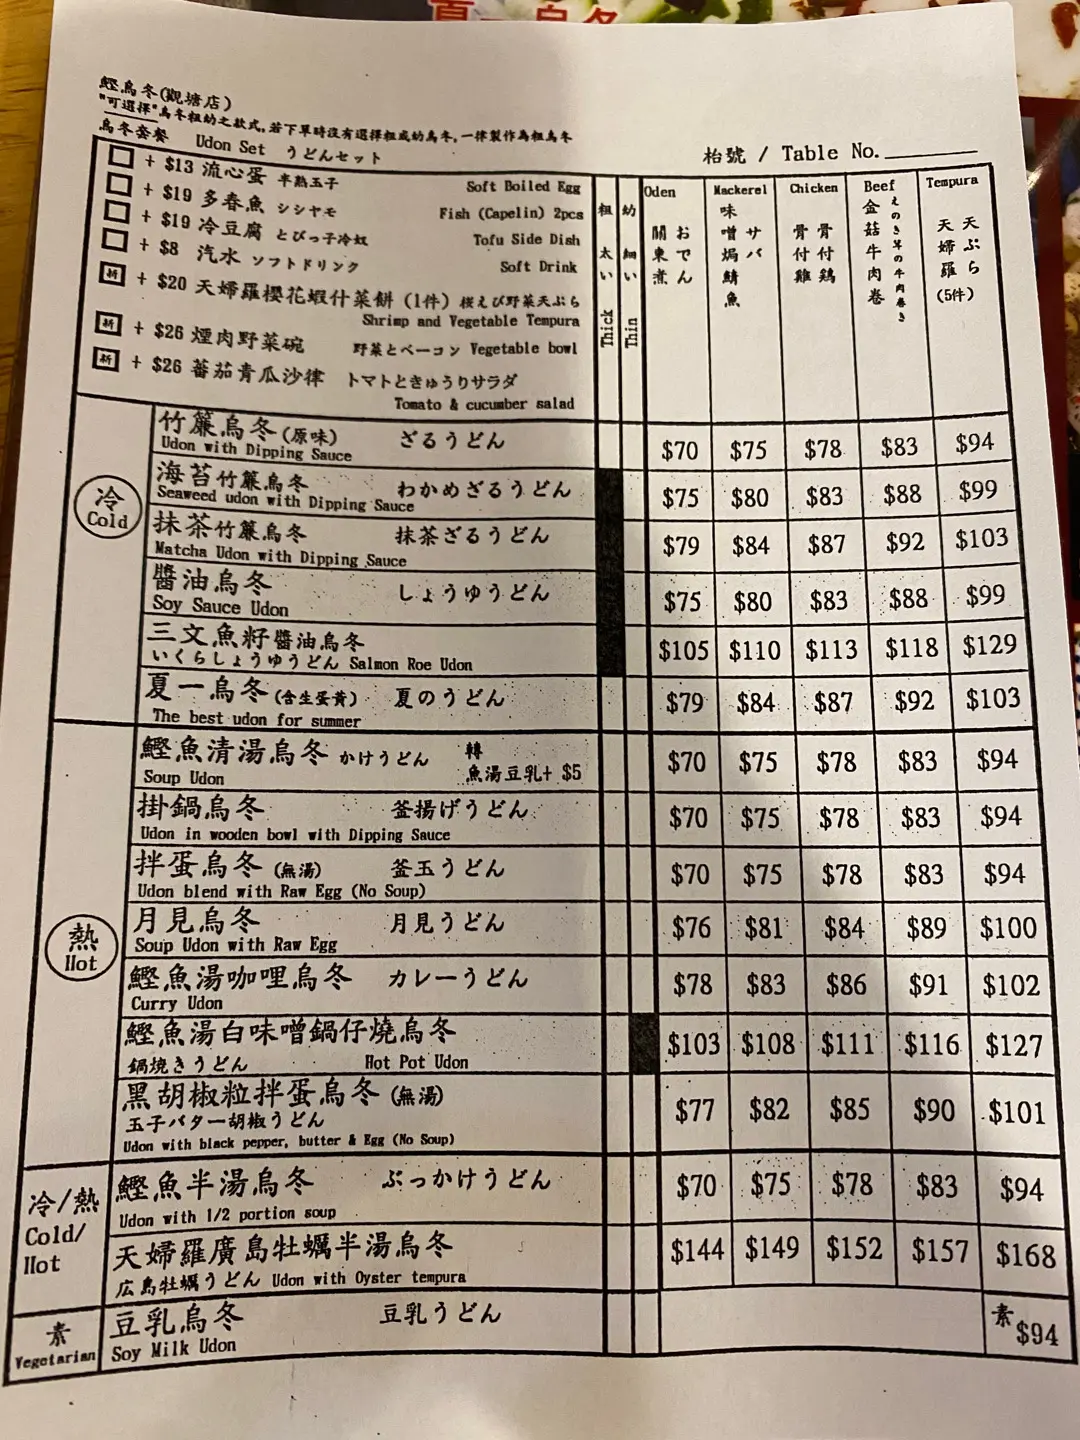 鰹烏冬(觀塘店)
"可選擇"烏冬粗幼之款式,若下單時沒有選擇粗或幼烏冬,一律製作為粗烏冬
烏冬套餐 Udon Set うどんセット
枱號 / Table No.
+ $13 流心蛋 半熟玉子 Soft Boiled Egg
+ $19 多春魚 シシヤモ Fish (Capelin) 2pcs
+ $19 冷豆腐 とびっ子冷奴 Tofu Side Dish
+ $8 汽水 ソフトドリンク Soft Drink
新 + $20 天婦羅櫻花蝦什菜餅 (1件) 桜えび野菜天ぷら
Shrimp and Vegetable Tempura
新 + $26 煙肉野菜碗 野菜とベーコン Vegetable bowl
新 + $26 蕃茄青瓜沙律 トマトときゅうりサラダ
Tomato & cucumber salad
粗 太い Thick
幼 細い Thin
Oden 關東煮 おでん
Mackerel 味噌焗鯖魚 サバ
Chicken 骨付雞 骨付鶏
Beef 金菇牛肉卷 えのき茸の牛肉巻き
Tempura 天婦羅 天ぷら (5件)
冷 Cold
竹簾烏冬(原味) ざるうどん
Udon with Dipping Sauce $70 $75 $78 $83 $94
海苔竹簾烏冬 わかめざるうどん
Seaweed udon with Dipping Sauce $75 $80 $83 $88 $99
抹茶竹簾烏冬 抹茶ざるうどん
Matcha Udon with Dipping Sauce $79 $84 $87 $92 $103
醬油烏冬 しょうゆうどん
Soy Sauce Udon $75 $80 $83 $88 $99
三文魚籽醬油烏冬
いくらしょうゆうどん Salmon Roe Udon $105 $110 $113 $118 $129
夏一烏冬(含生蛋黃) 夏のうどん
The best udon for summer $79 $84 $87 $92 $103
熱 Hot
鰹魚清湯烏冬 かけうどん 轉
Soup Udon 魚湯豆乳+ $5 $70 $75 $78 $83 $94
掛鍋烏冬 釜揚げうどん
Udon in wooden bowl with Dipping Sauce $70 $75 $78 $83 $94
拌蛋烏冬 (無湯) 釜玉うどん
Udon blend with Raw Egg (No Soup) $70 $75 $78 $83 $94
月見烏冬 月見うどん
Soup Udon with Raw Egg $76 $81 $84 $89 $100
鰹魚湯咖喱烏冬 カレーうどん
Curry Udon $78 $83 $86 $91 $102
鰹魚湯白味噌鍋仔燒烏冬
鍋焼きうどん Hot Pot Udon $103 $108 $111 $116 $127
黑胡椒粒拌蛋烏冬 (無湯)
玉子バター胡椒うどん
Udon with black pepper, butter & Egg (No Soup) $77 $82 $85 $90 $101
冷/熱 Cold/ Hot
鰹魚半湯烏冬 ぶっかけうどん
Udon with 1/2 portion soup $70 $75 $78 $83 $94
天婦羅廣島牡蠣半湯烏冬
広島牡蠣うどん Udon with Oyster tempura $144 $149 $152 $157 $168
素 Vegetarian
豆乳烏冬 豆乳うどん
Soy Milk Udon 素 $94